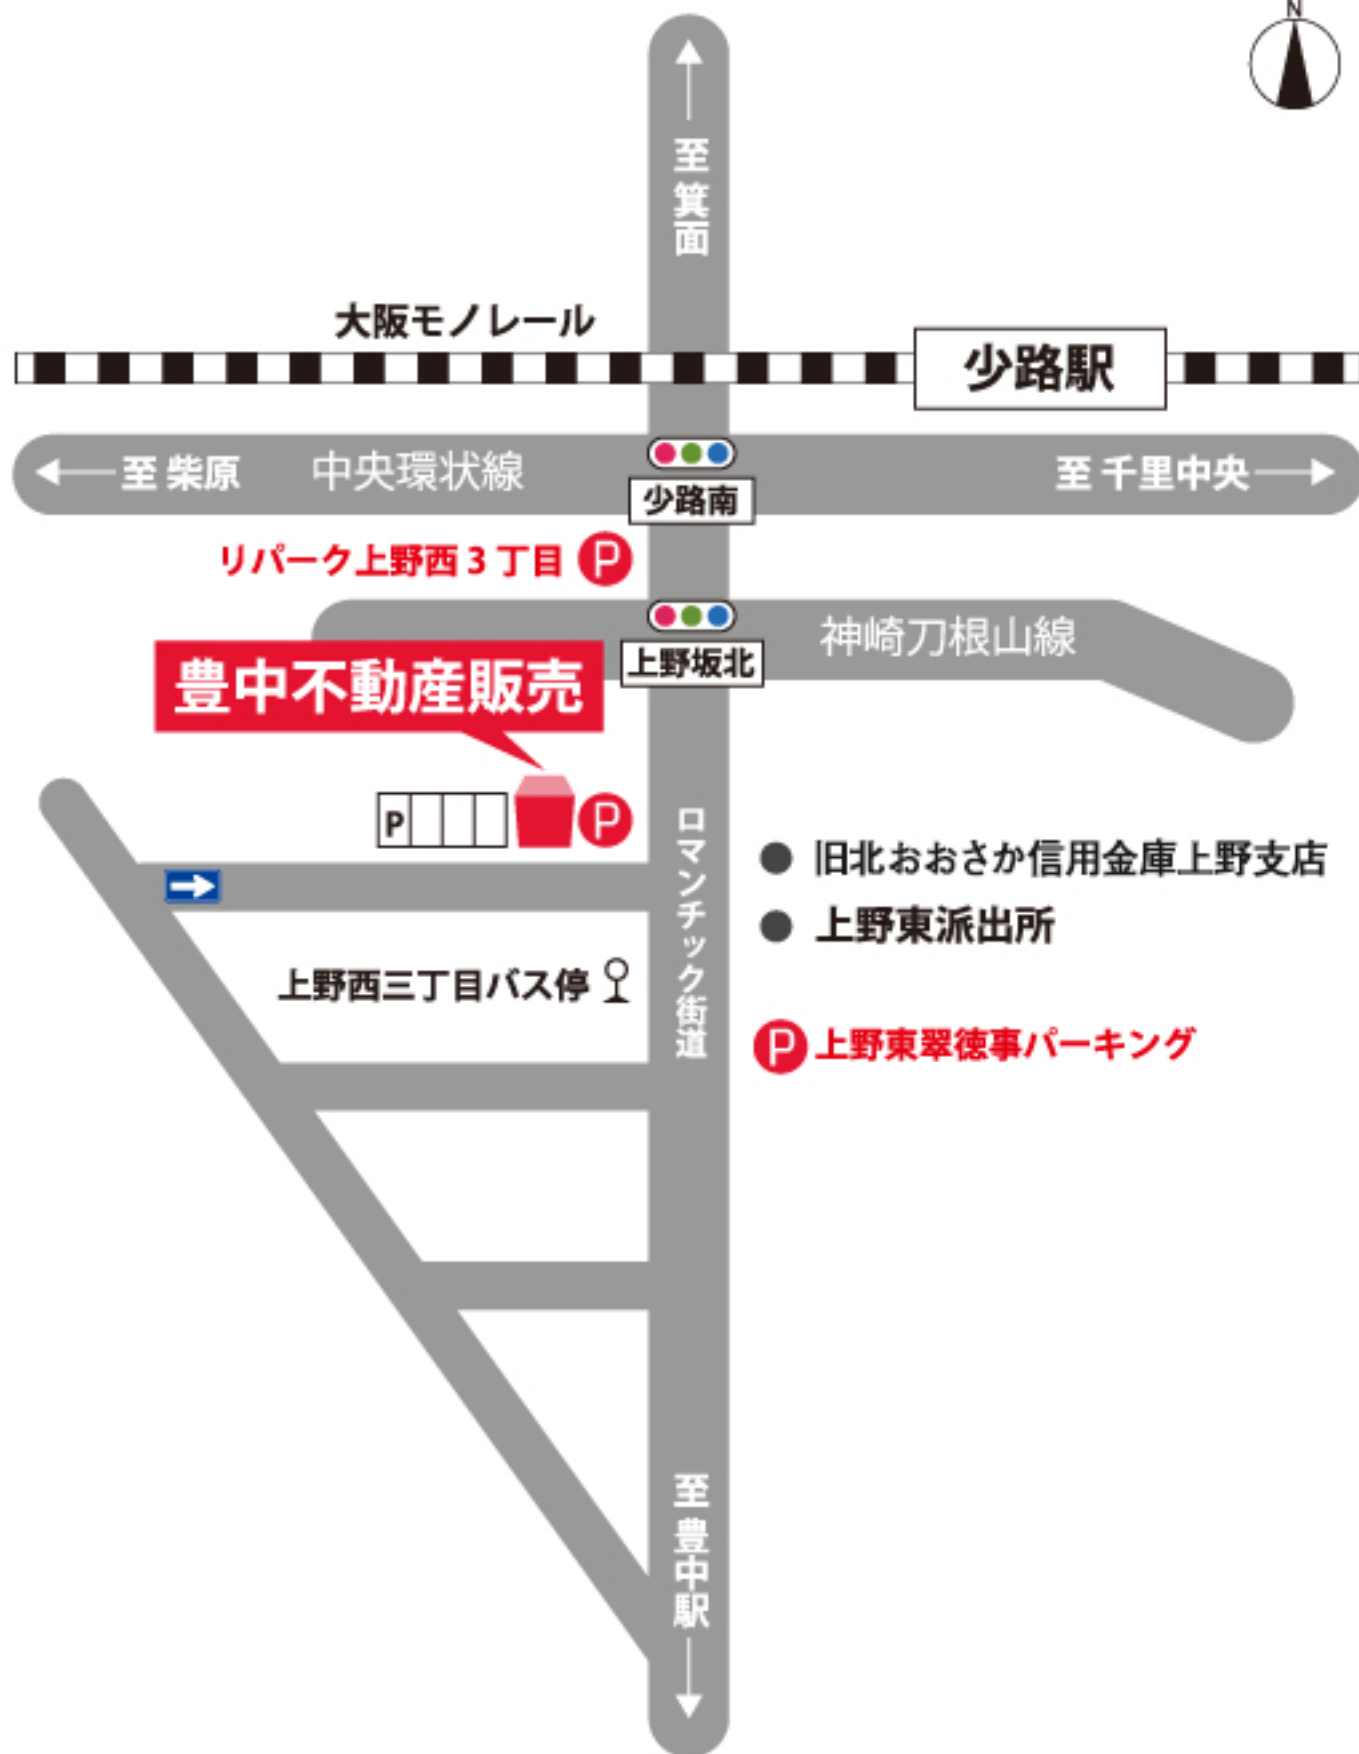 N
至 箕面
大阪モノレール
少路駅
至 柴原
中央環状線
至 千里中央
少路南
リパーク上野西３丁目
P
神崎刀根山線
上野坂北
豊中不動産販売
P
P
ロマンチック街道
旧北おおさか信用金庫上野支店
上野東派出所
上野西三丁目バス停
P
上野東翠徳事パーキング
至 豊中駅